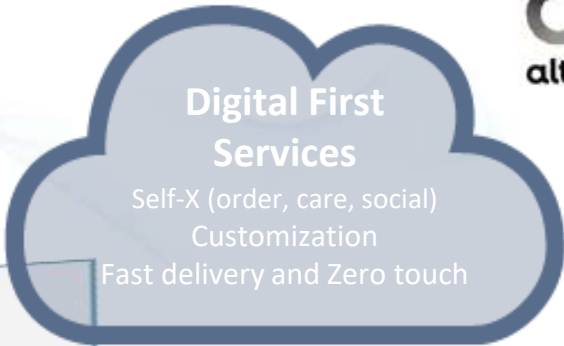 alt
Digital First
Services
Self-X (order, care, social)
Customization
Fast delivery and Zero touch